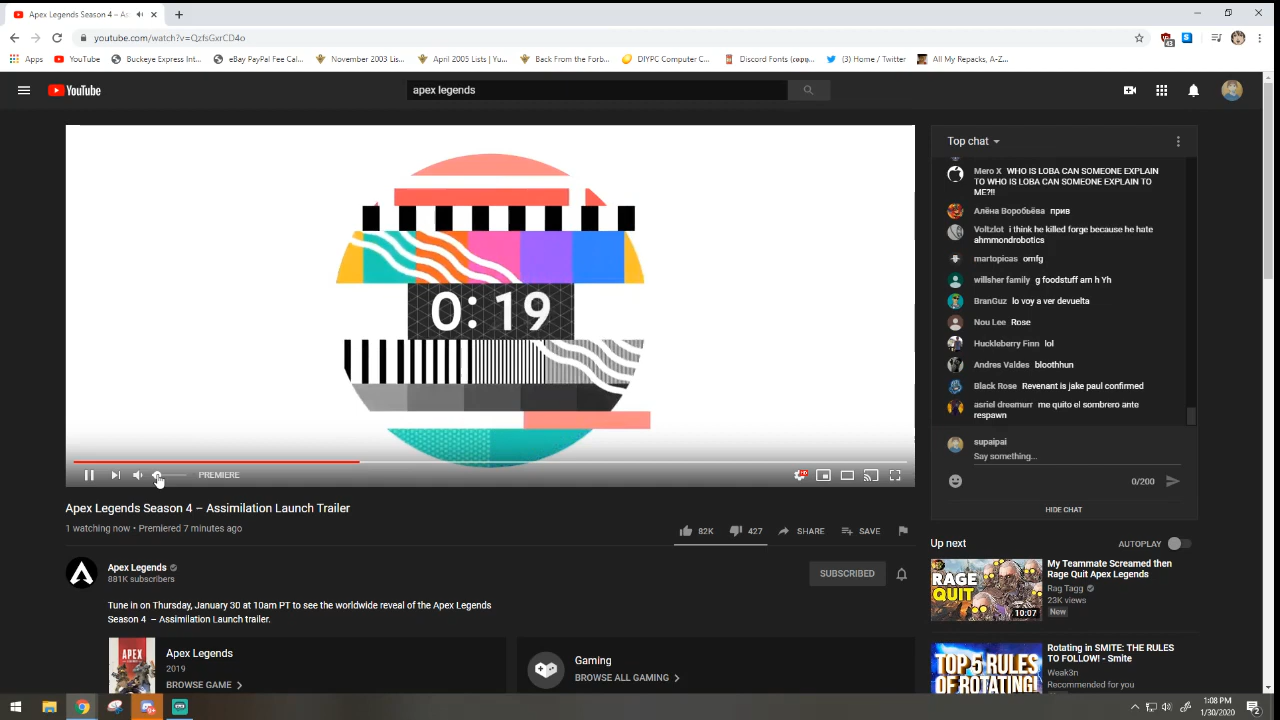 Apex Legends Season 4 – As
youtube.com/watch?v=QzfsGxrCD4o
43
Apps
YouTube
Buckeye Express Int...
eBay PayPal Fee Cal...
November 2003 Lis...
April 2005 Lists | Yu...
Back From the Forb...
DIYPC Computer C...
Discord Fonts
(3) Home / Twitter
All My Repacks, A-Z...
YouTube
apex legends
0:19
PREMIERE
HD
Top chat
Mero X WHO IS LOBA CAN SOMEONE EXPLAIN
TO WHO IS LOBA CAN SOMEONE EXPLAIN TO
ME?!!
Алёна Воробьёва прив
Voltzlot i think he killed forge because he hate
ahmmondrobotics
martopicas omfg
willsher family g foodstuff am h Yh
BranGuz lo voy a ver devuelta
Nou Lee Rose
Huckleberry Finn lol
Andres Valdes bloothhun
Black Rose Revenant is jake paul confirmed
asriel dreemurr me quito el sombrero ante
respawn
supaipai
Say something...
0/200
HIDE CHAT
Apex Legends Season 4 – Assimilation Launch Trailer
1 watching now • Premiered 7 minutes ago
82K
427
SHARE
SAVE
Apex Legends
881K subscribers
SUBSCRIBED
Tune in on Thursday, January 30 at 10am PT to see the worldwide reveal of the Apex Legends
Season 4 – Assimilation Launch trailer.
APEX
LEGENDS
Apex Legends
2019
BROWSE GAME
Gaming
BROWSE ALL GAMING
Up next
AUTOPLAY
RAGE
QUIT
10:07
My Teammate Screamed then
Rage Quit Apex Legends
Rag Tagg
23K views
New
TOP 5 RULES
OF ROTATING!
Rotating in SMITE: THE RULES
TO FOLLOW! - Smite
Weak3n
Recommended for you
1:08 PM
1/30/2020
2